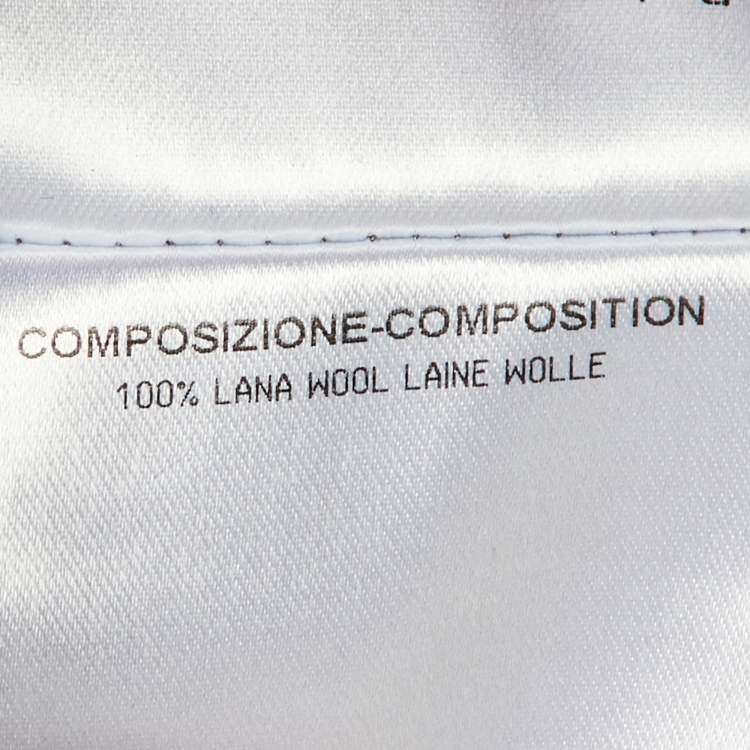 COMPOSIZIONE-COMPOSITION
100% LANA WOOL LAINE WOLLE